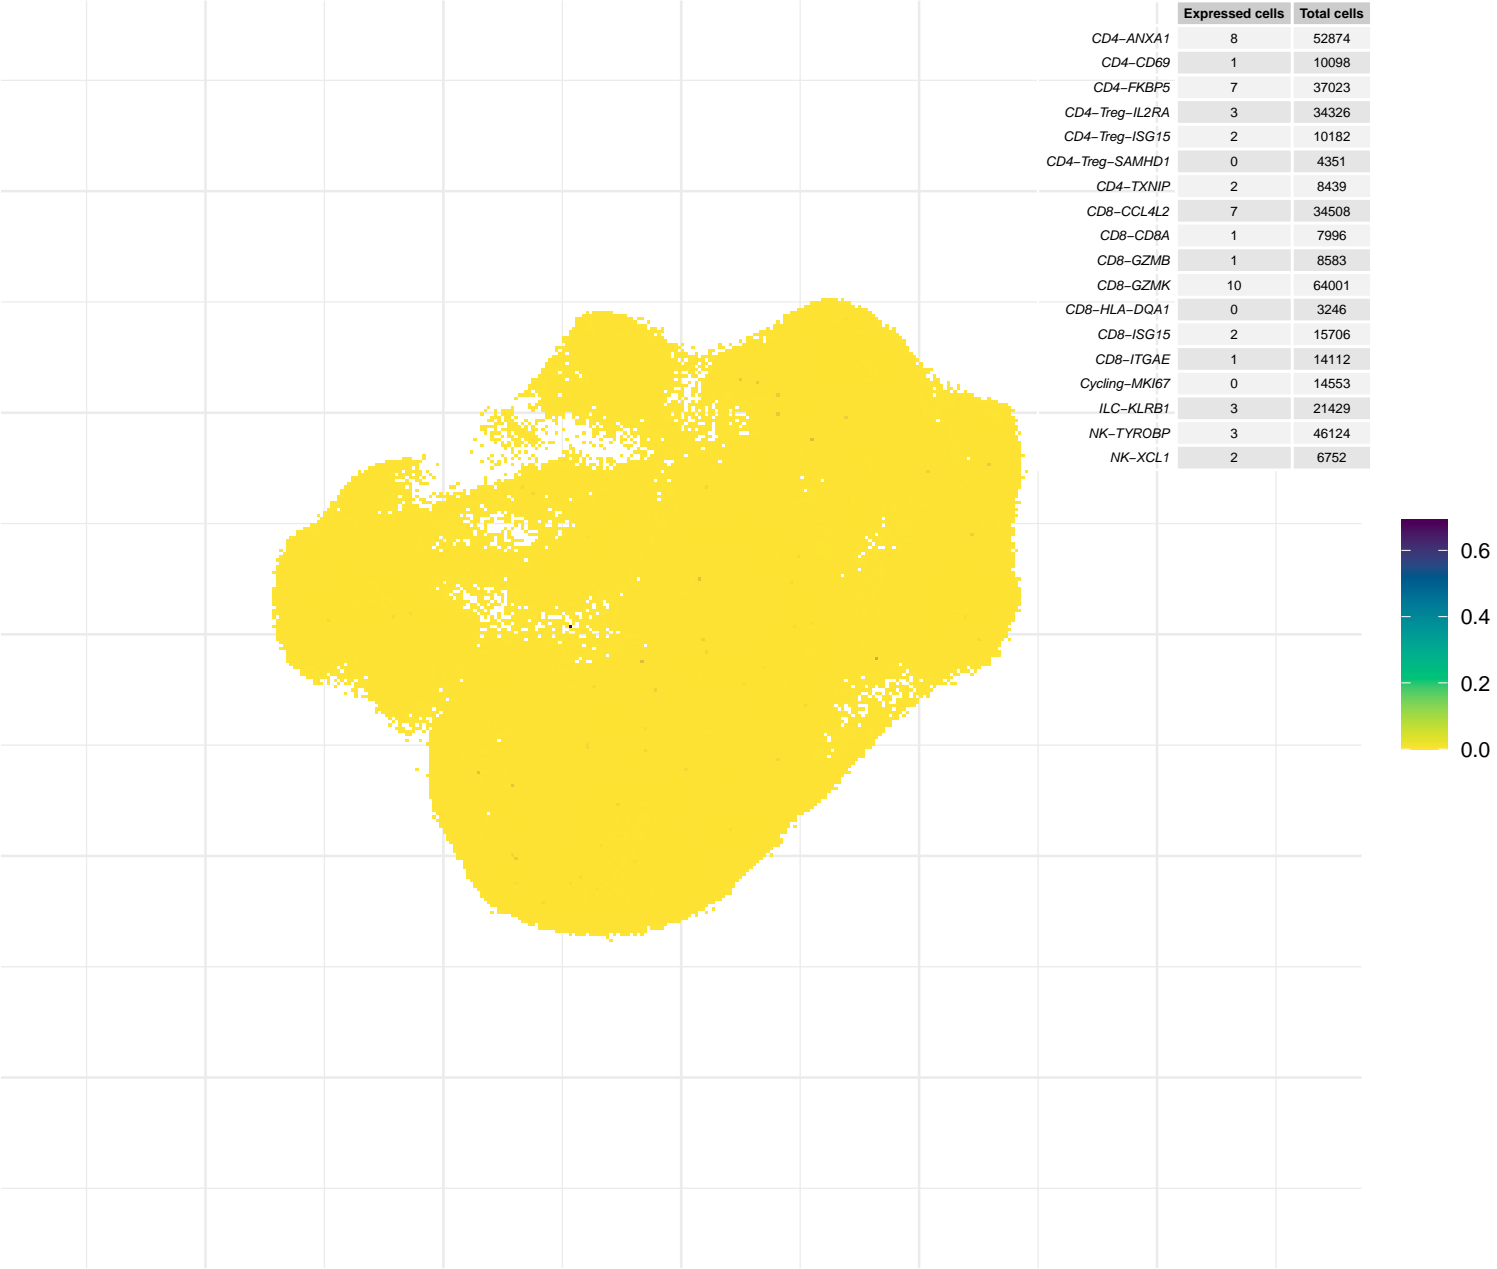 Expressed cells Total cells
CD4−ANXA1 8 52874
CD4−CD69 1 10098
CD4−FKBP5 7 37023
CD4−Treg−IL2RA 3 34326
CD4−Treg−ISG15 2 10182
CD4−Treg−SAMHD1 0 4351
CD4−TXNIP 2 8439
CD8−CCL4L2 7 34508
CD8−CD8A 1 7996
CD8−GZMB 1 8583
CD8−GZMK 10 64001
CD8−HLA−DQA1 0 3246
CD8−ISG15 2 15706
CD8−ITGAE 1 14112
Cycling−MKI67 0 14553
ILC−KLRB1 3 21429
NK−TYROBP 3 46124
NK−XCL1 2 6752
0.6
0.4
0.2
0.0